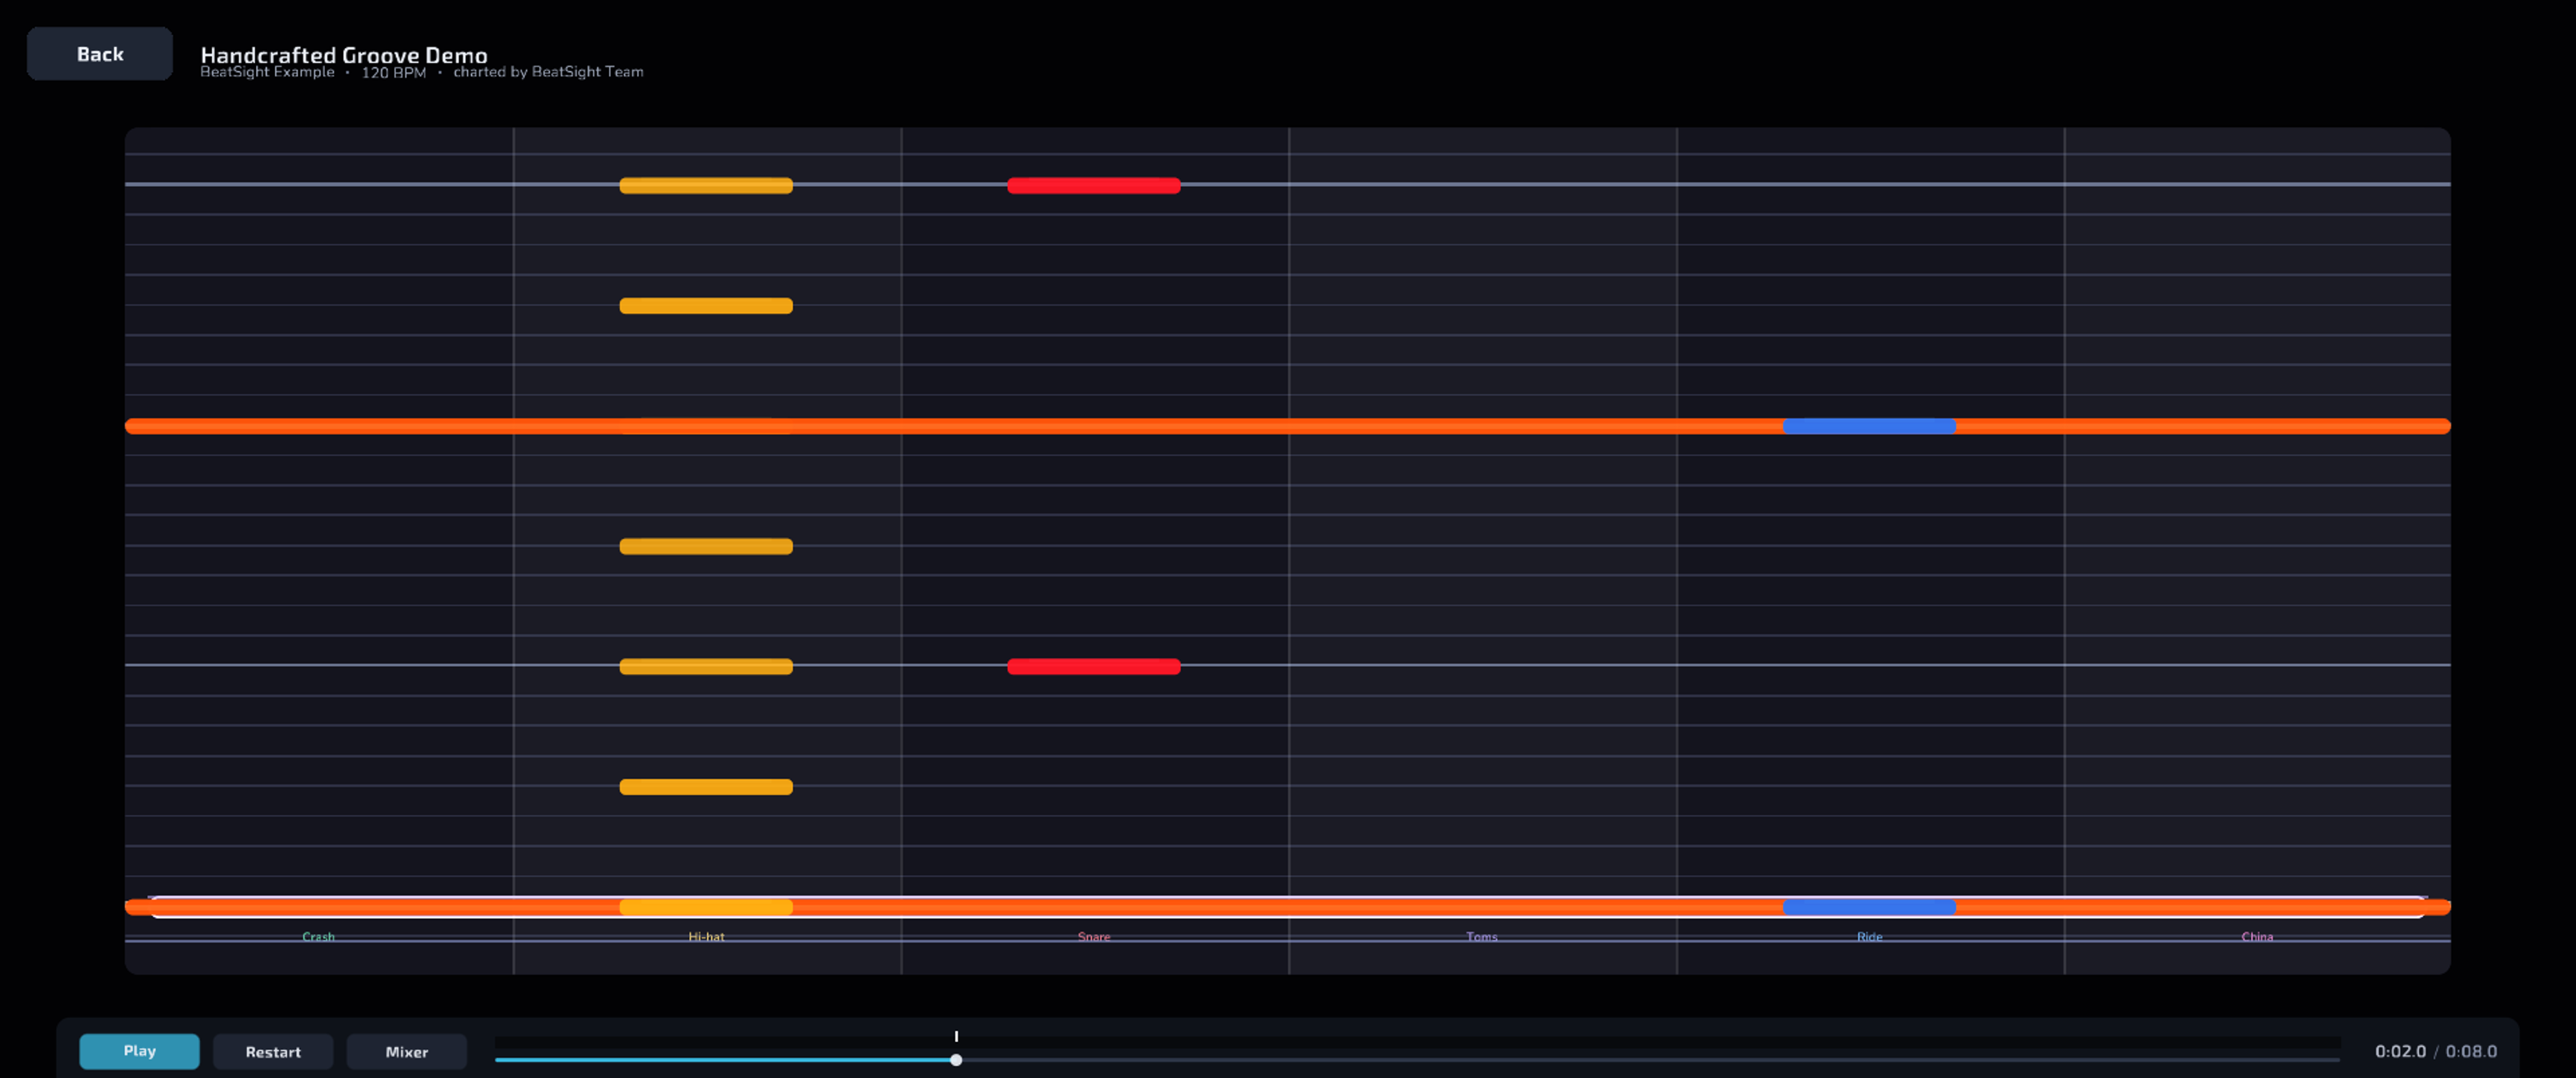 Back
Handcrafted Groove Demo
BeatSight Example · 120 BPM · charted by BeatSight Team
Crash Hi-hat Snare Toms Ride China
Play Restart Mixer 0:02.0 / 0:08.0